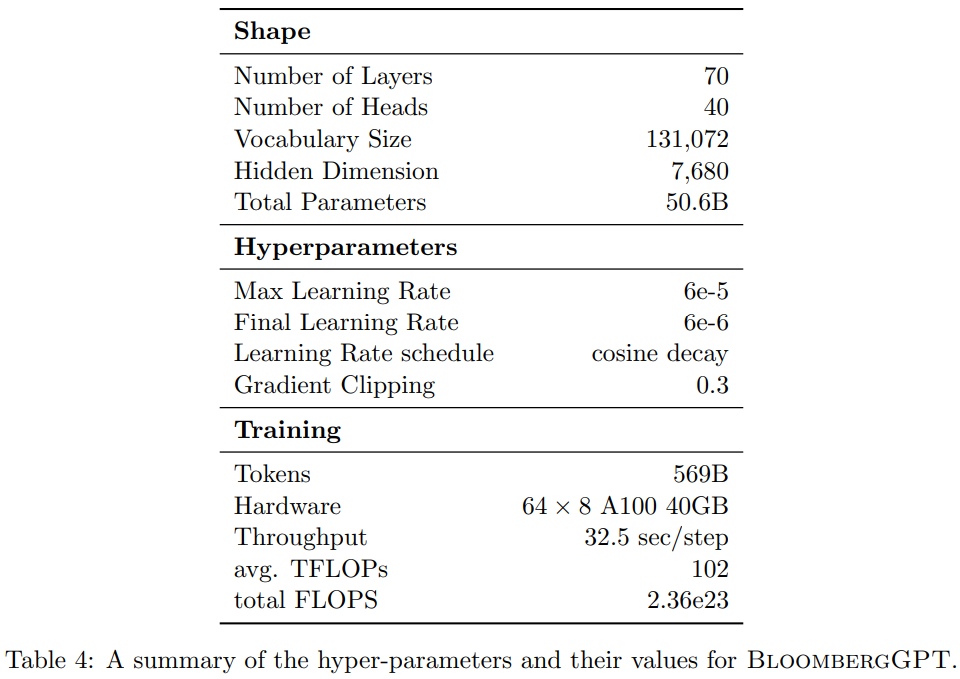 Shape
Number of Layers 70
Number of Heads 40
Vocabulary Size 131,072
Hidden Dimension 7,680
Total Parameters 50.6B
Hyperparameters
Max Learning Rate 6e-5
Final Learning Rate 6e-6
Learning Rate schedule cosine decay
Gradient Clipping 0.3
Training
Tokens 569B
Hardware 64 × 8 A100 40GB
Throughput 32.5 sec/step
avg. TFLOPs 102
total FLOPS 2.36e23
Table 4: A summary of the hyper-parameters and their values for BLOOMBERGGPT.